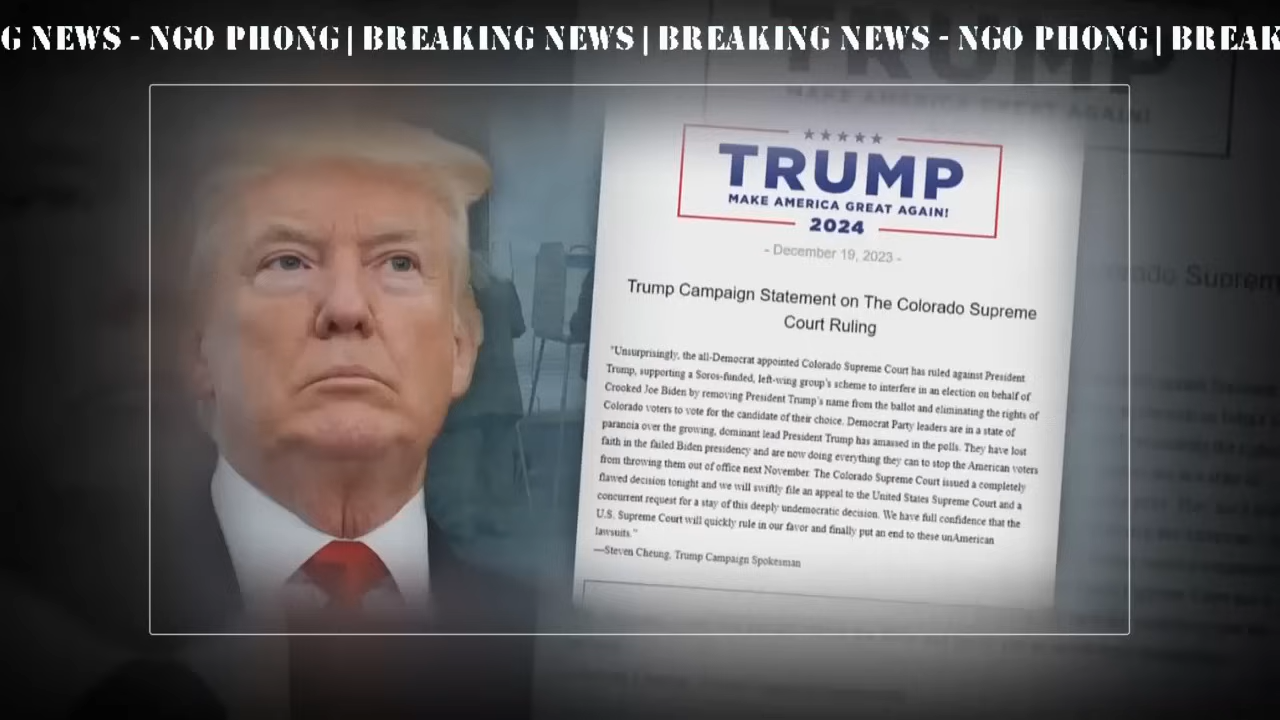 G NEWS - NGO PHONG | BREAKING NEWS | BREAKING NEWS - NGO PHONG | BREAK
TRUMP
MAKE AMERICA GREAT AGAIN!
2024
- December 19, 2023 -
Trump Campaign Statement on The Colorado Supreme
Court Ruling
"Unsurprisingly, the all-Democrat appointed Colorado Supreme Court has ruled against President
Trump, supporting a Soros-funded, left-wing group's scheme to interfere in an election on behalf of
Crooked Joe Biden by removing President Trump's name from the ballot and eliminating the rights of
Colorado voters to vote for the candidate of their choice. Democrat Party leaders are in a state of
paranoia over the growing, dominant lead President Trump has amassed in the polls. They have lost
faith in the failed Biden presidency and are now doing everything they can to stop the American voters
from throwing them out of office next November. The Colorado Supreme Court issued a completely
flawed decision tonight and we will swiftly file an appeal to the United States Supreme Court and a
concurrent request for a stay of this deeply undemocratic decision. We have full confidence that the
U.S. Supreme Court will quickly rule in our favor and finally put an end to these unAmerican
lawsuits."
—Steven Cheung, Trump Campaign Spokesman